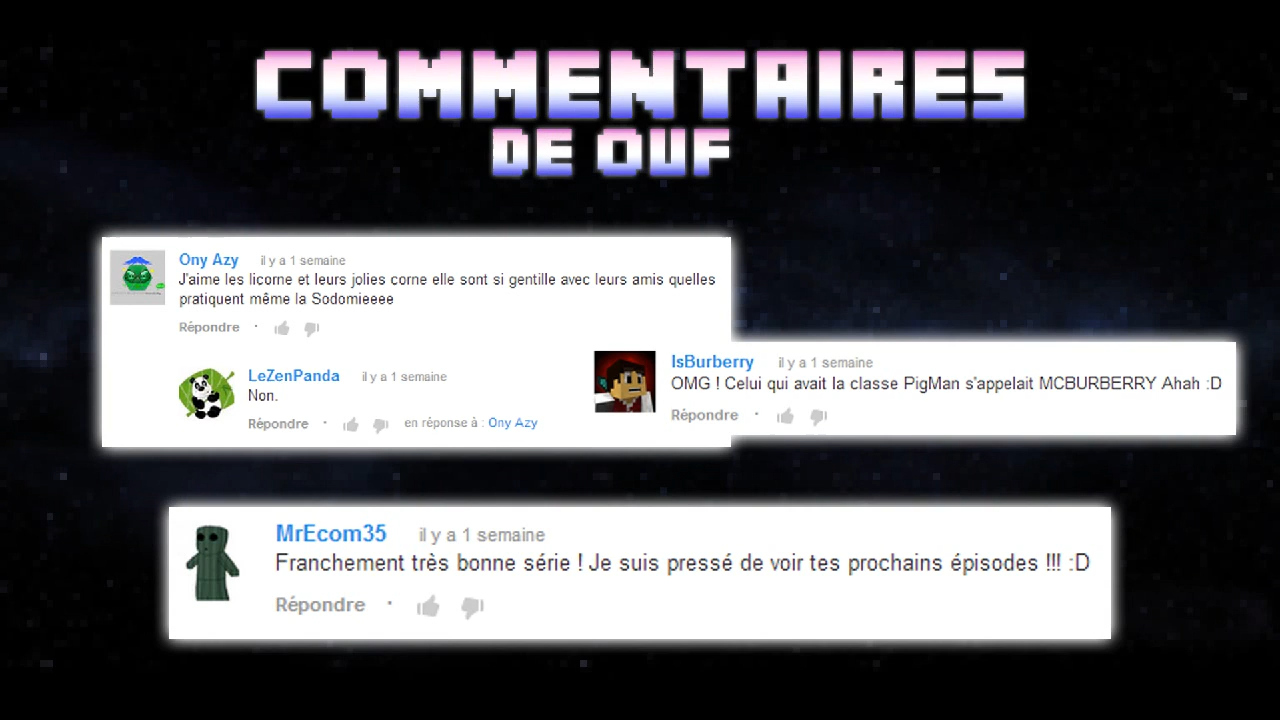 COMMENTAIRES
DE OUF
Ony Azy il y a 1 semaine
J'aime les licorne et leurs jolies corne elle sont si gentille avec leurs amis quelles
pratiquent même la Sodomieeee
Répondre ·
LeZenPanda il y a 1 semaine
Non.
Répondre · en réponse à : Ony Azy
IsBurberry il y a 1 semaine
OMG ! Celui qui avait la classe PigMan s'appelait MCBURBERRY Ahah :D
Répondre ·
MrEcom35 il y a 1 semaine
Franchement très bonne série ! Je suis pressé de voir tes prochains épisodes !!! :D
Répondre ·